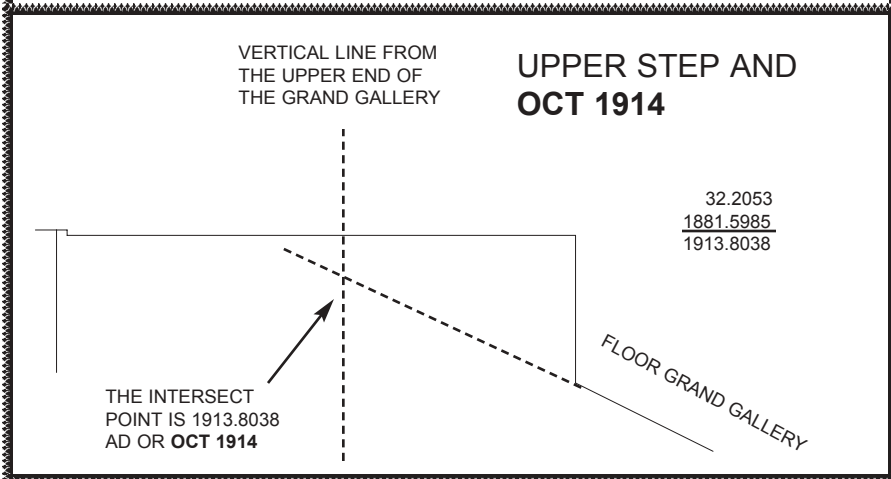 VERTICAL LINE FROM
THE UPPER END OF
THE GRAND GALLERY
UPPER STEP AND
OCT 1914
32.2053
1881.5985
1913.8038
FLOOR GRAND GALLERY
THE INTERSECT
POINT IS 1913.8038
AD OR OCT 1914